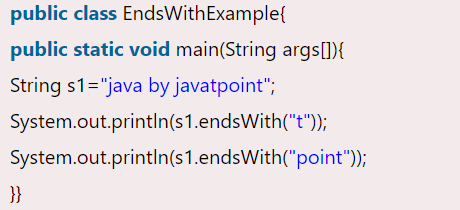 public class EndsWithExample{
public static void main(String args[]){
String s1="java by javatpoint";
System.out.println(s1.endsWith("t"));
System.out.println(s1.endsWith("point"));
}}